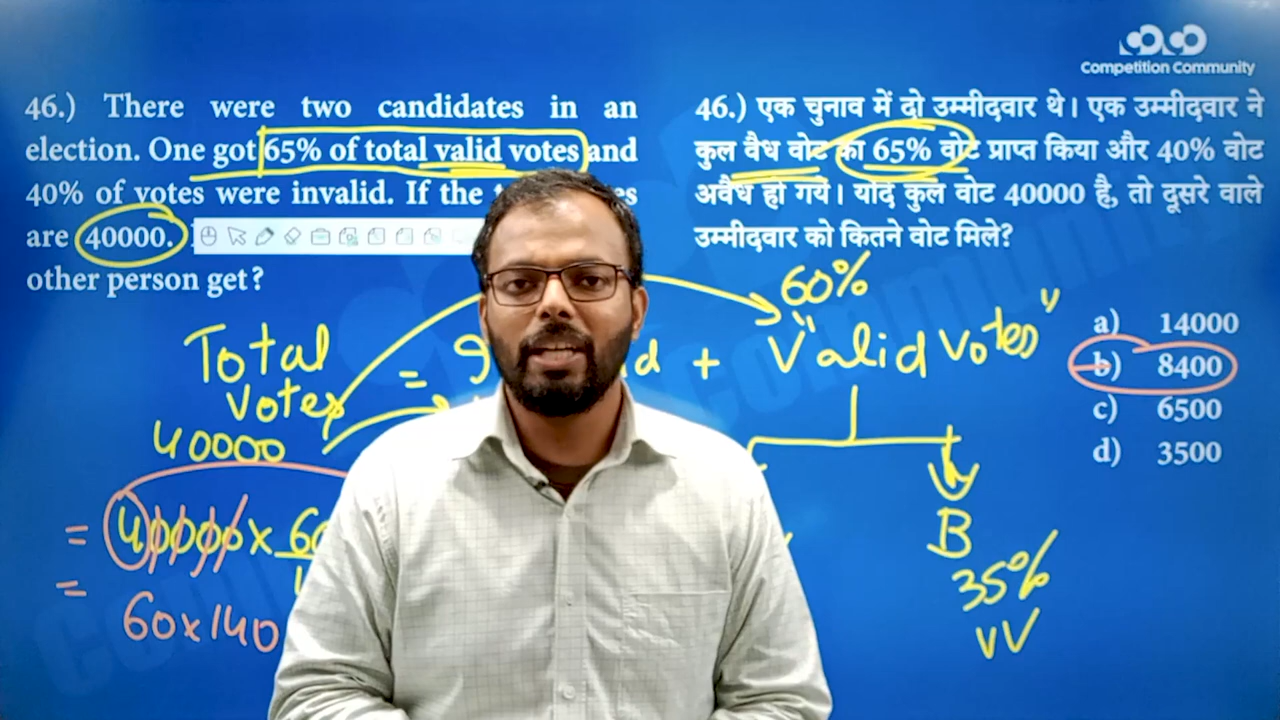 Competition Community
46.) There were two candidates in an
election. One got 65% of total valid votes and
40% of votes were invalid. If the
are 40000.
other person get?
46.) एक चुनाव में दो उम्मीदवार थे। एक उम्मीदवार ने
कुल वैध वोट का 65% वोट प्राप्त किया और 40% वोट
अवैध हो गये। यदि कुल वोट 40000 है, तो दूसरे वाले
उम्मीदवार को कितने वोट मिले?
a) 14000
b) 8400
c) 6500
d) 3500
60%
Total = + "Valid votes"
Votes
40000
B
35%
VV
= 40000 x 60
= 60x140